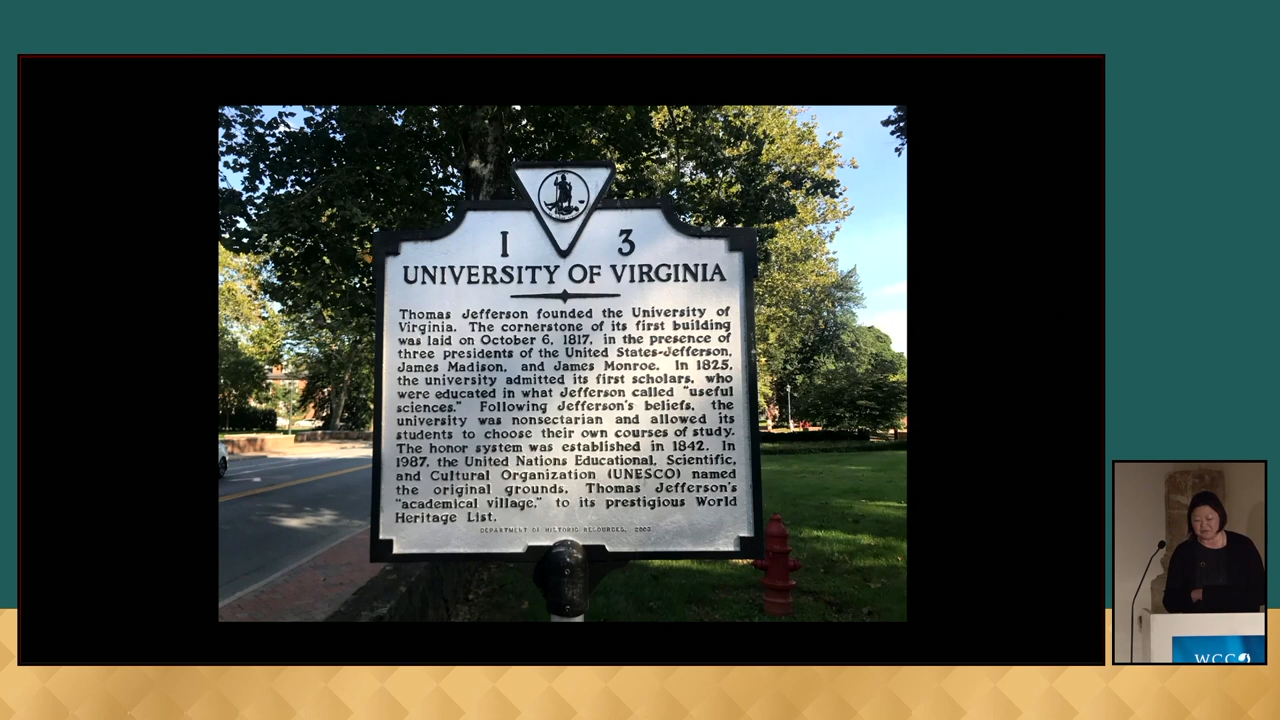 I 3
UNIVERSITY OF VIRGINIA
Thomas Jefferson founded the University of
Virginia. The cornerstone of its first building
was laid on October 6, 1817, in the presence of
three presidents of the United States-Jefferson,
James Madison, and James Monroe. In 1825,
the university admitted its first scholars, who
were educated in what Jefferson called "useful
sciences." Following Jefferson's beliefs, the
university was nonsectarian and allowed its
students to choose their own courses of study.
The honor system was established in 1842. In
1987, the United Nations Educational, Scientific,
and Cultural Organization (UNESCO) named
the original grounds, Thomas Jefferson's
"academical village," to its prestigious World
Heritage List.
DEPARTMENT OF HISTORIC RESOURCES, 2003
WCC